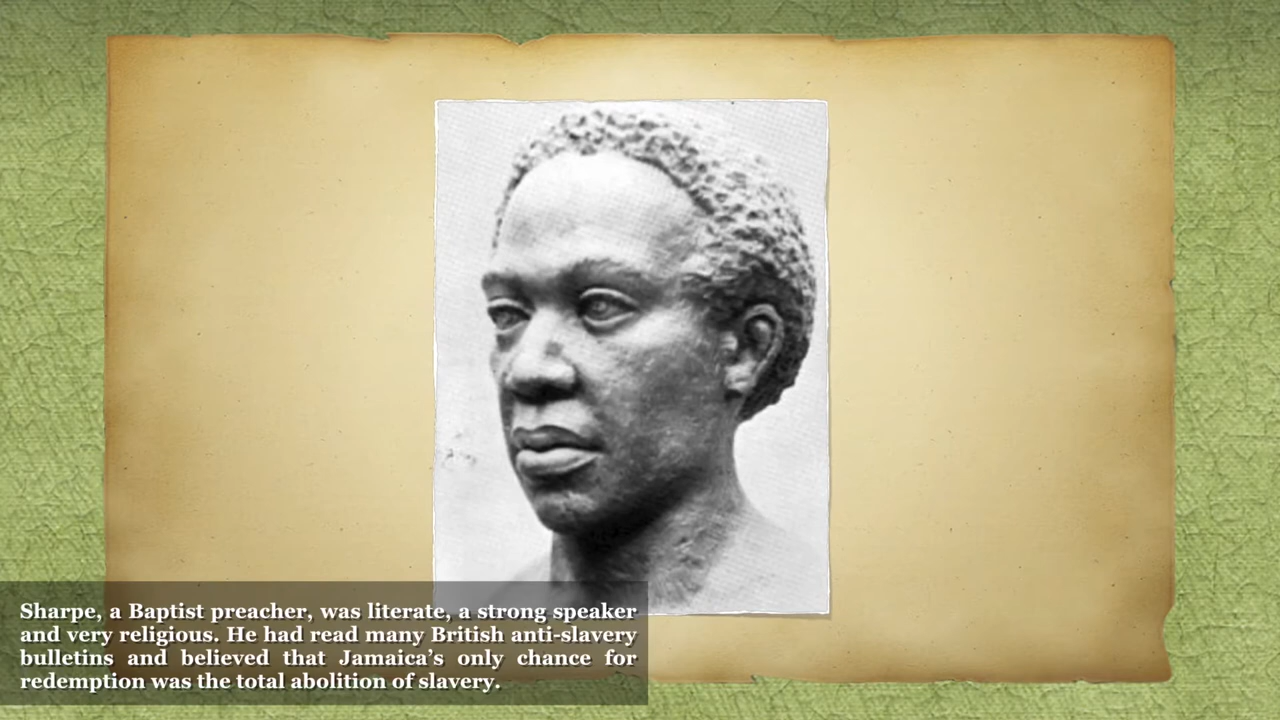 Sharpe, a Baptist preacher, was literate, a strong speaker
and very religious. He had read many British anti-slavery
bulletins and believed that Jamaica's only chance for
redemption was the total abolition of slavery.